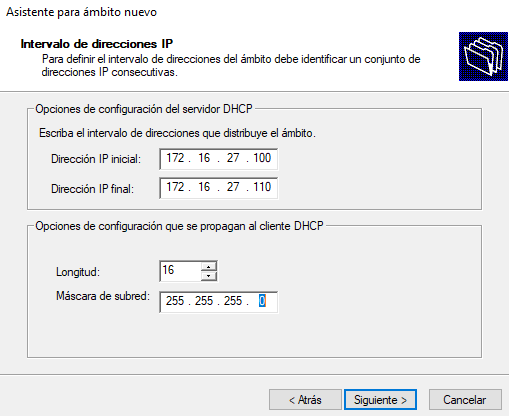 Asistente para ámbito nuevo
Intervalo de direcciones IP
Para definir el intervalo de direcciones del ámbito debe identificar un conjunto de
direcciones IP consecutivas.
Opciones de configuración del servidor DHCP
Escriba el intervalo de direcciones que distribuye el ámbito.
Dirección IP inicial: 172 . 16 . 27 . 100
Dirección IP final: 172 . 16 . 27 . 110
Opciones de configuración que se propagan al cliente DHCP
Longitud: 16
Máscara de subred: 255 . 255 . 255 . 0
< Atrás Siguiente > Cancelar